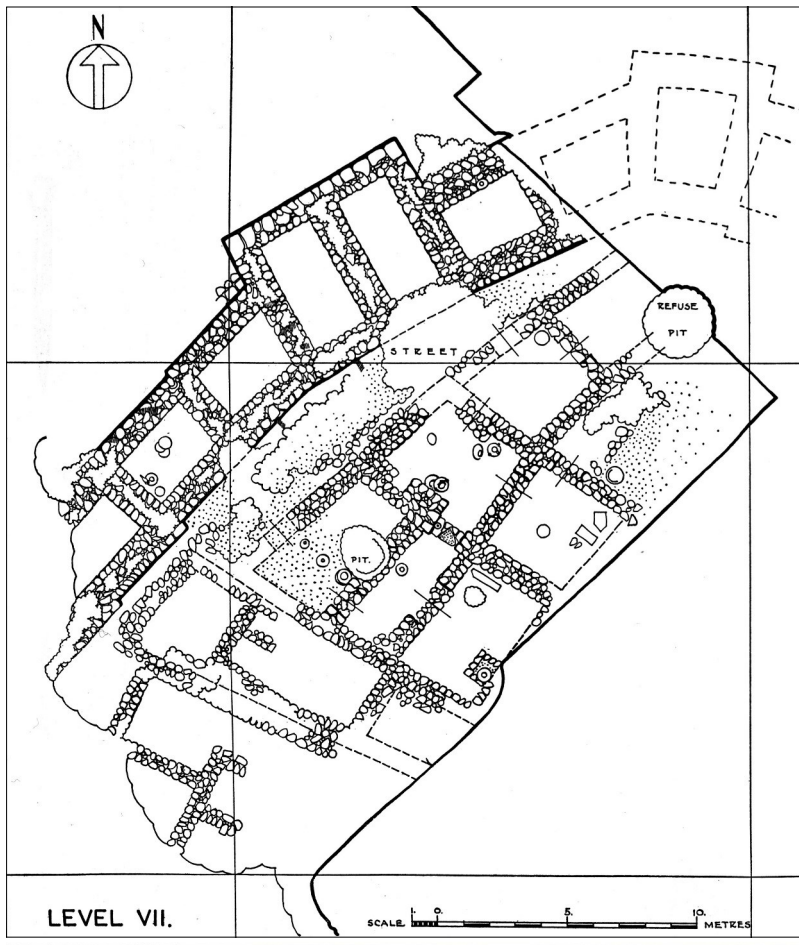 N
REFUSE
PIT
STREET
PIT.
LEVEL VII.
1. 0. 5. 10.
SCALE METRES